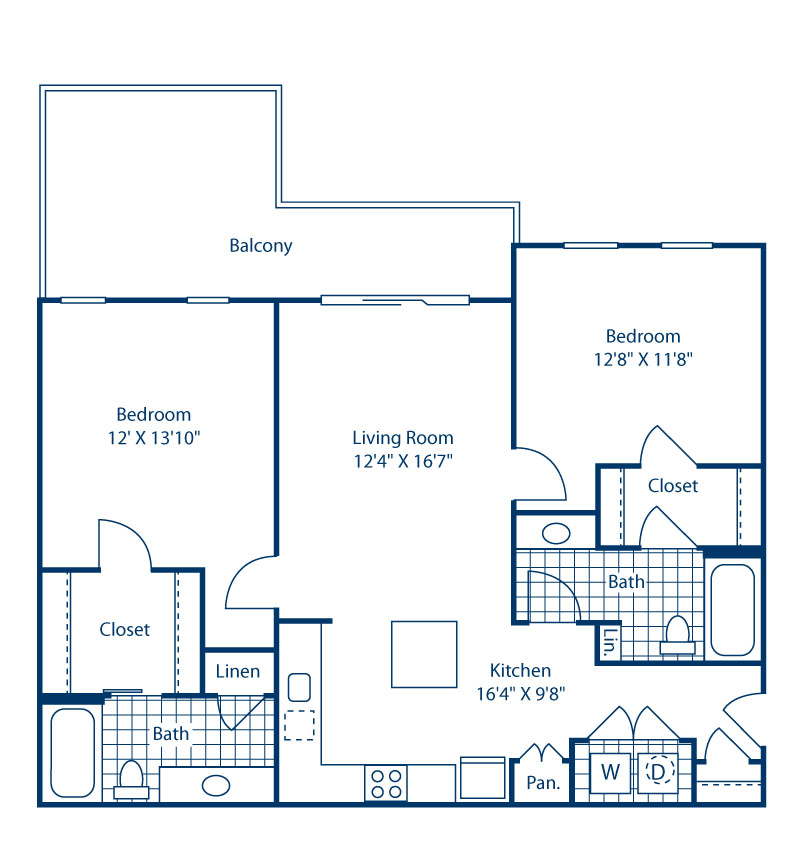 Balcony
Bedroom
12'8" X 11'8"
Bedroom
12' X 13'10"
Living Room
12'4" X 16'7"
Closet
Bath
Closet
Lin.
Linen
Kitchen
16'4" X 9'8"
Bath
W
D
Pan.